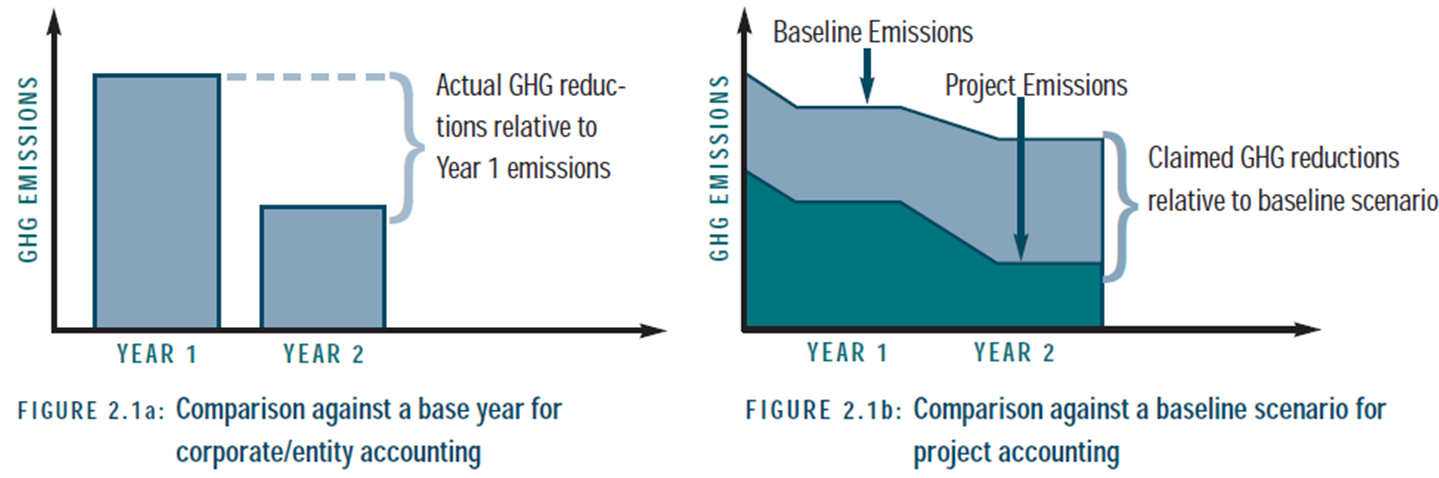 GHG EMISSIONS
Actual GHG reduc-
tions relative to
Year 1 emissions
YEAR 1
YEAR 2
FIGURE 2.1a: Comparison against a base year for
corporate/entity accounting
GHG EMISSIONS
Baseline Emissions
Project Emissions
Claimed GHG reductions
relative to baseline scenario
YEAR 1
YEAR 2
FIGURE 2.1b: Comparison against a baseline scenario for
project accounting